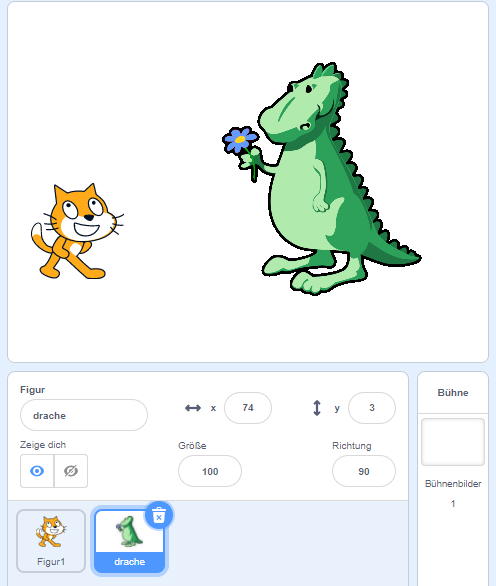 Figur
drache
x 74
y 3
Zeige dich
Größe
Richtung
100
90
Figur1
drache
Bühne
Bühnenbilder
1